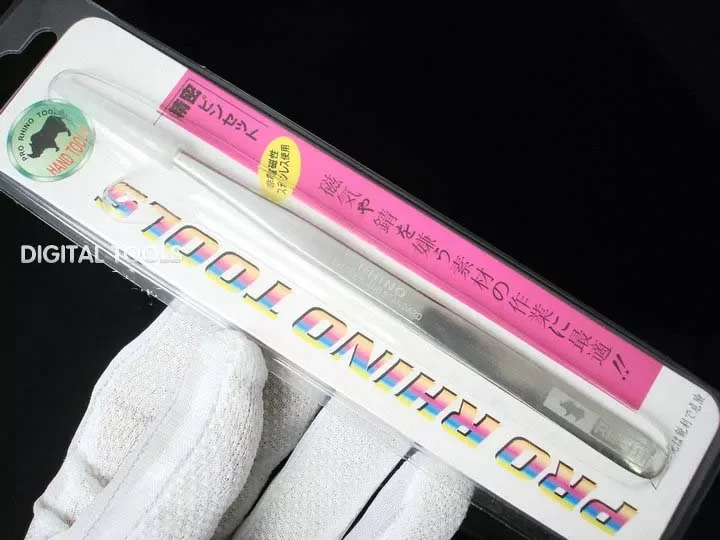 PRO RHINO TOOLS
HAND TOOLS
精密ピンセット
非帯磁性
ステンレス使用
磁気や錆を嫌う素材の作業に最適!!
DIGITAL TOOLS
RHINO
PRO RHINO TOOLS